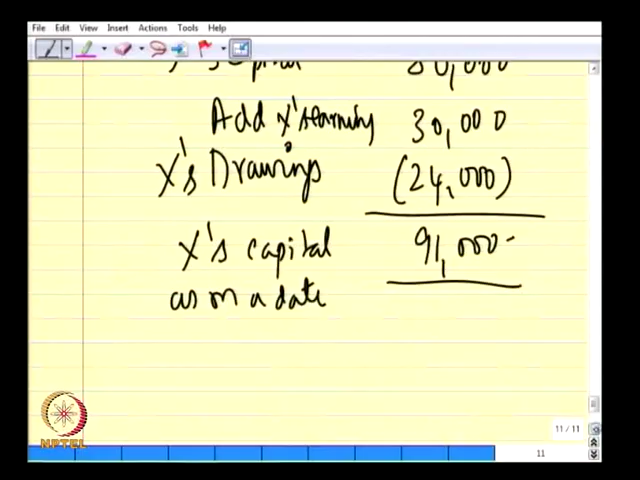 File Edit View Insert Actions Tools Help
Add X's earning 30,000
X's Drawings (24,000)
X's capital 91,000-
as on a date
NPTEL
11 / 11
11